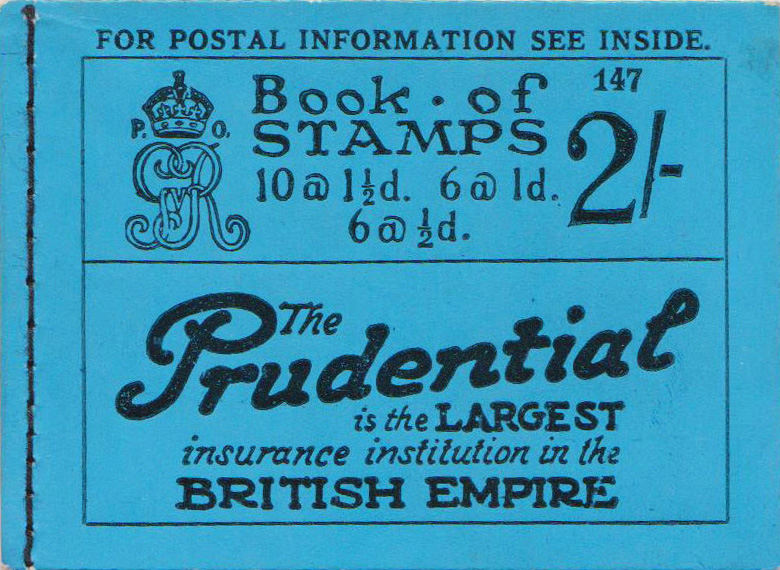 FOR POSTAL INFORMATION SEE INSIDE.
147
Book · of
P. O.
STAMPS
2/-
10 @ 1½d. 6 @ 1d.
6 @ ½d.
The
Prudential
is the LARGEST
insurance institution in the
BRITISH EMPIRE